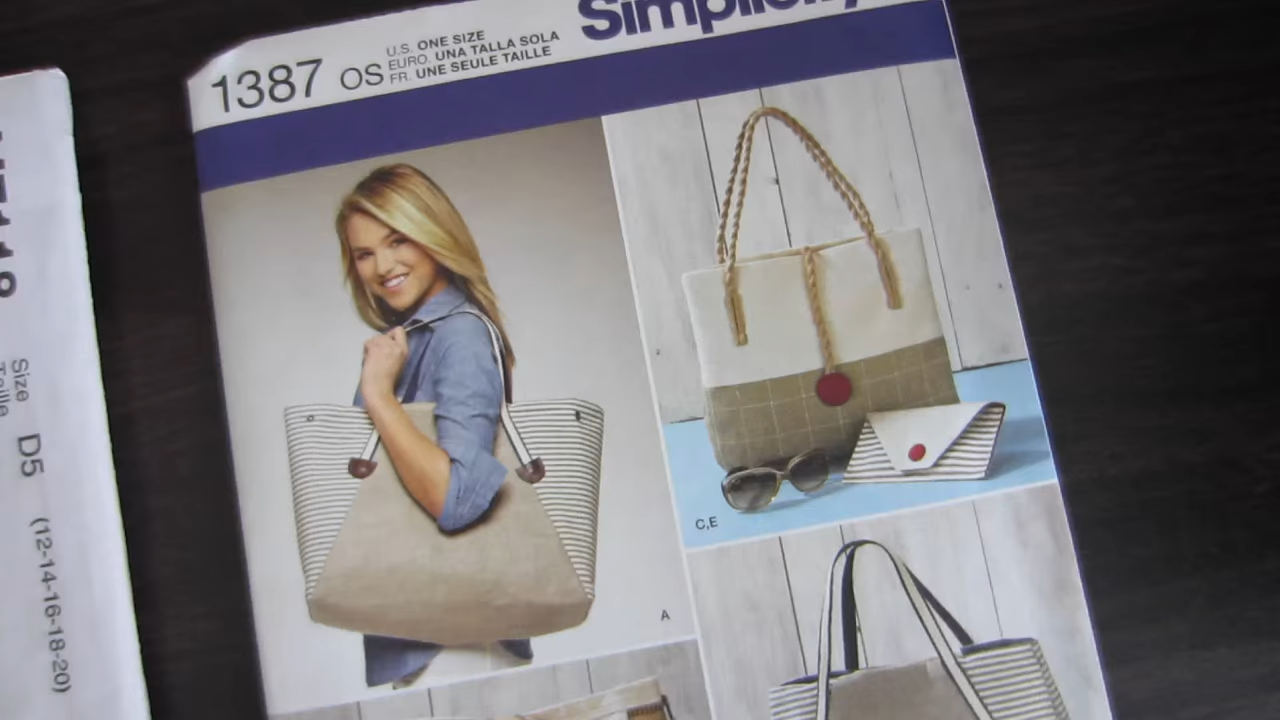 Simplicity
1387 OS
U.S. ONE SIZE
EURO. UNA TALLA SOLA
FR. UNE SEULE TAILLE
C,E
A
Size
Taille
D5
(12-14-16-18-20)